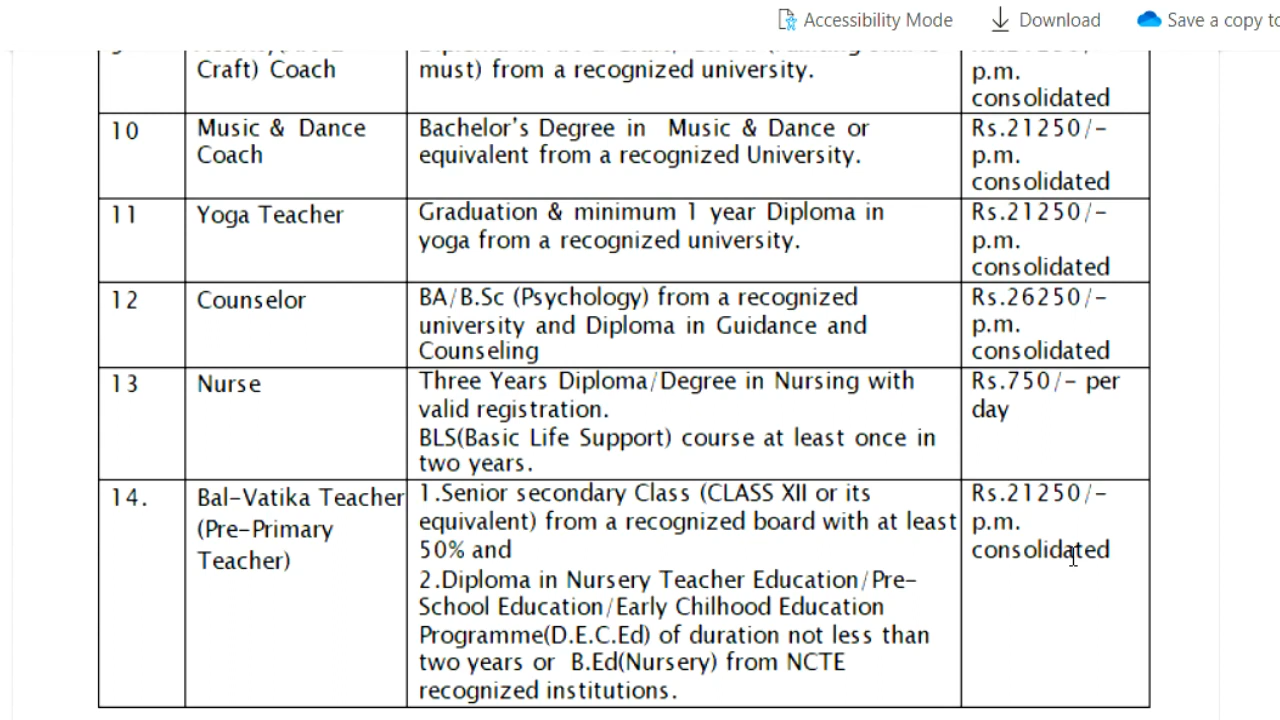 Accessibility Mode Download Save a copy to
Craft) Coach
must) from a recognized university.
p.m.
consolidated
10
Music & Dance
Coach
Bachelor's Degree in Music & Dance or
equivalent from a recognized University.
Rs.21250/-
p.m.
consolidated
11
Yoga Teacher
Graduation & minimum 1 year Diploma in
yoga from a recognized university.
Rs.21250/-
p.m.
consolidated
12
Counselor
BA/B.Sc (Psychology) from a recognized
university and Diploma in Guidance and
Counseling
Rs.26250/-
p.m.
consolidated
13
Nurse
Three Years Diploma/Degree in Nursing with
valid registration.
BLS(Basic Life Support) course at least once in
two years.
Rs.750/- per
day
14.
Bal-Vatika Teacher
(Pre-Primary
Teacher)
1.Senior secondary Class (CLASS XII or its
equivalent) from a recognized board with at least
50% and
2.Diploma in Nursery Teacher Education/Pre-
School Education/Early Chilhood Education
Programme(D.E.C.Ed) of duration not less than
two years or B.Ed(Nursery) from NCTE
recognized institutions.
Rs.21250/-
p.m.
consolidated